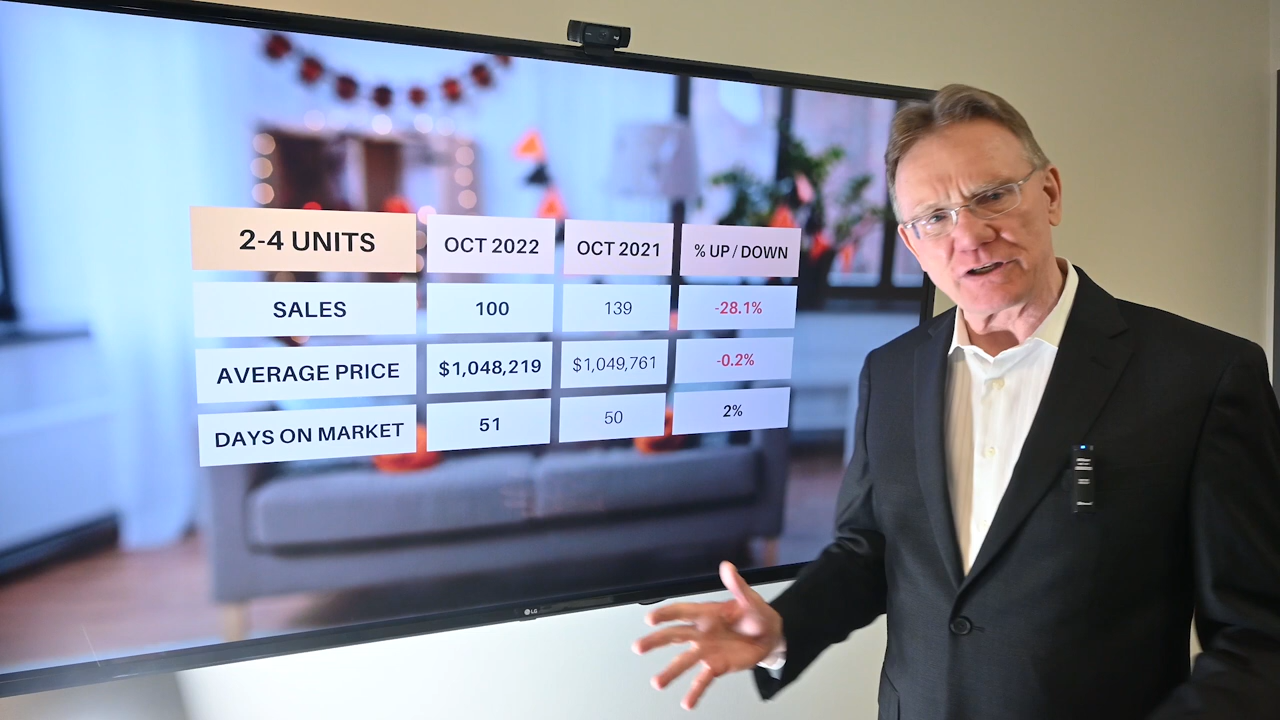 2-4 UNITS OCT 2022 OCT 2021 % UP / DOWN
SALES 100 139 -28.1%
AVERAGE PRICE $1,048,219 $1,049,761 -0.2%
DAYS ON MARKET 51 50 2%
LG